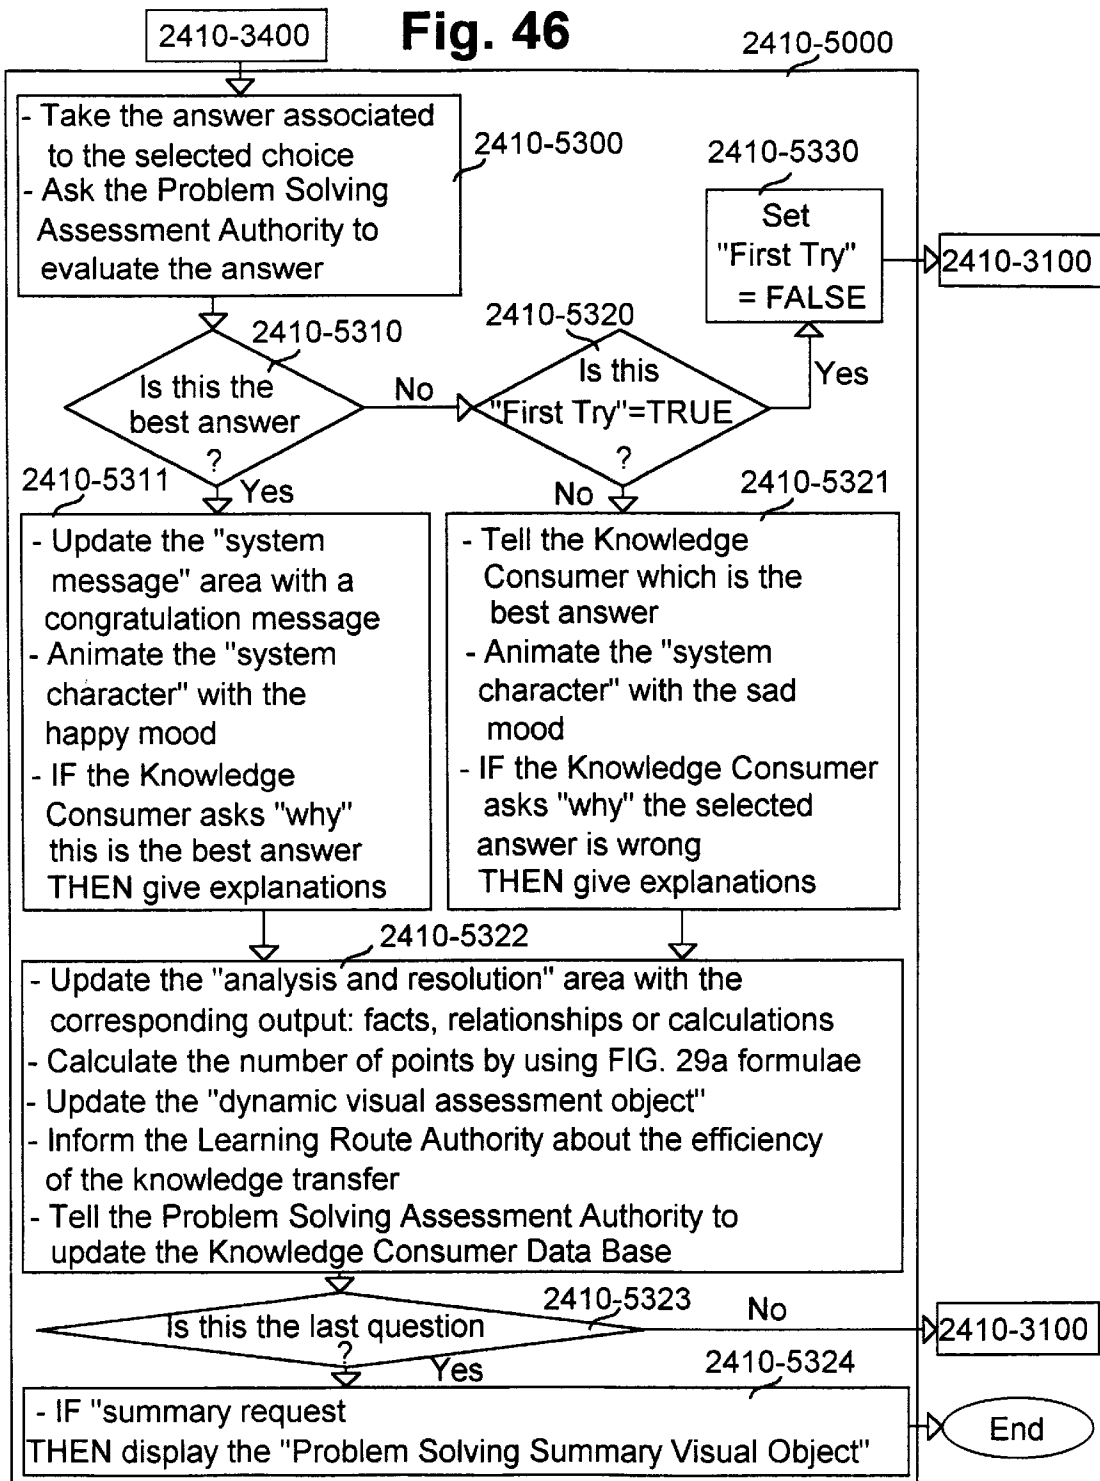 2410-3400
Fig. 46
2410-5000
- Take the answer associated
to the selected choice
- Ask the Problem Solving
Assessment Authority to
evaluate the answer
2410-5300
2410-5330
Set
"First Try"
= FALSE
2410-3100
2410-5310
Is this the
best answer
?
No
2410-5320
Is this
"First Try"=TRUE
?
Yes
2410-5311
Yes
No
2410-5321
- Update the "system
message" area with a
congratulation message
- Animate the "system
character" with the
happy mood
- IF the Knowledge
Consumer asks "why"
this is the best answer
THEN give explanations
- Tell the Knowledge
Consumer which is the
best answer
- Animate the "system
character" with the sad
mood
- IF the Knowledge Consumer
asks "why" the selected
answer is wrong
THEN give explanations
2410-5322
- Update the "analysis and resolution" area with the
corresponding output: facts, relationships or calculations
- Calculate the number of points by using FIG. 29a formulae
- Update the "dynamic visual assessment object"
- Inform the Learning Route Authority about the efficiency
of the knowledge transfer
- Tell the Problem Solving Assessment Authority to
update the Knowledge Consumer Data Base
2410-5323
Is this the last question
?
No
2410-3100
Yes
2410-5324
- IF "summary request
THEN display the "Problem Solving Summary Visual Object"
End